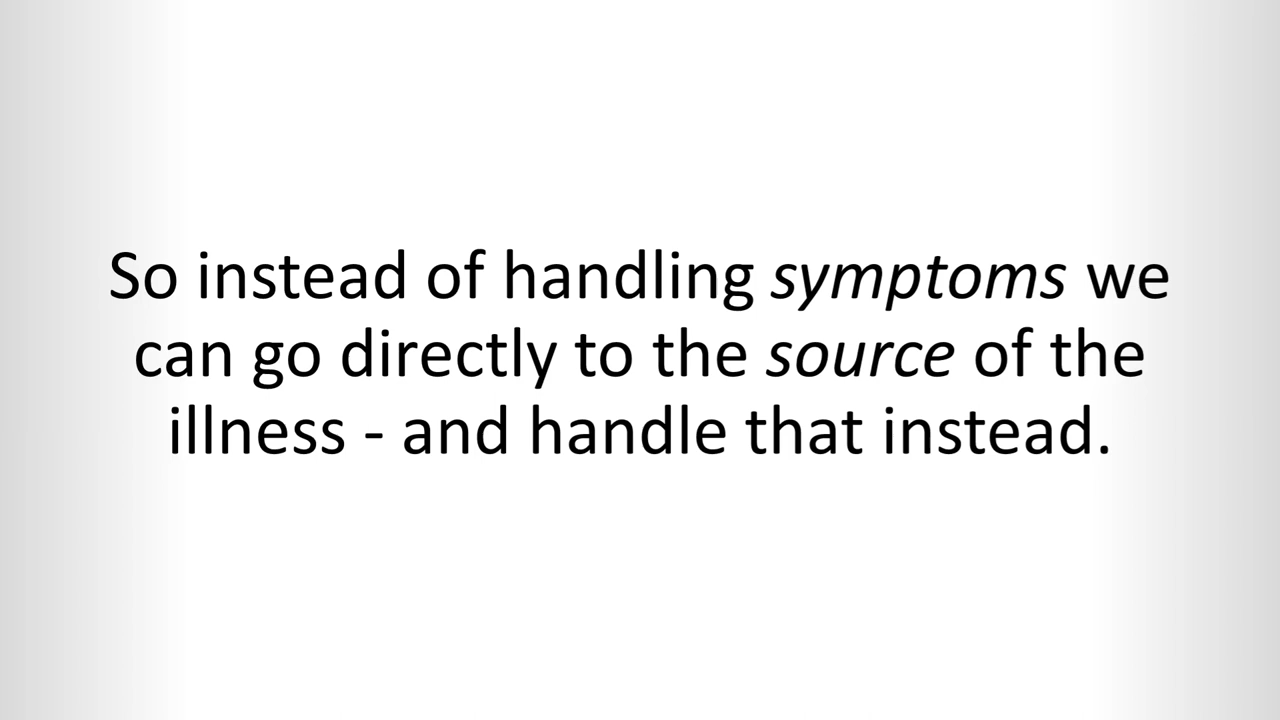 So instead of handling symptoms we
can go directly to the source of the
illness - and handle that instead.